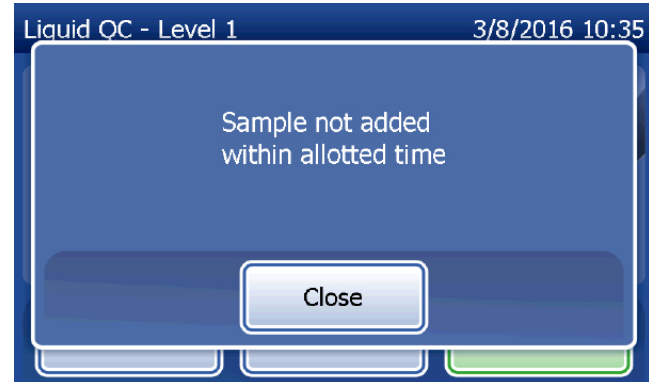 Liquid QC - Level 1 3/8/2016 10:35
Sample not added
within allotted time
Close